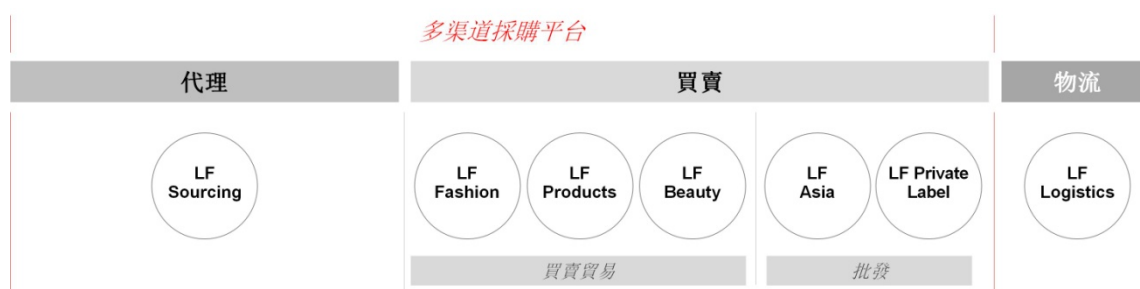 多渠道採購平台
代理
買賣
物流
LF
Sourcing
LF
Fashion
LF
Products
LF
Beauty
LF
Asia
LF Private
Label
LF
Logistics
買賣貿易
批發